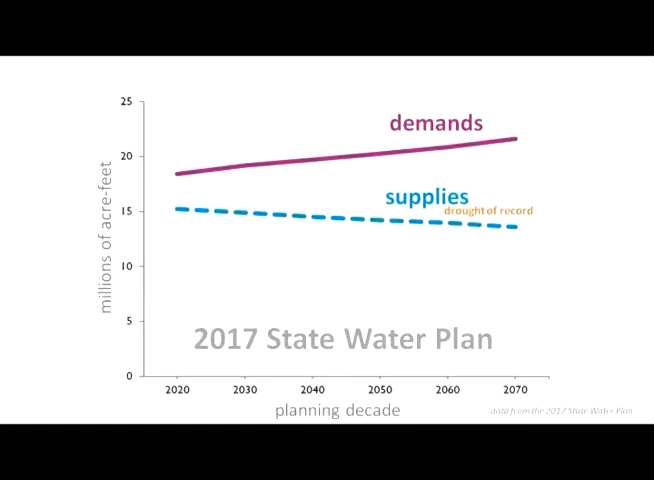 25
demands
20
supplies
drought of record
15
millions of acre-feet
10
5
2017 State Water Plan
0
2020 2030 2040 2050 2060 2070
planning decade
data from the 2017 State Water Plan